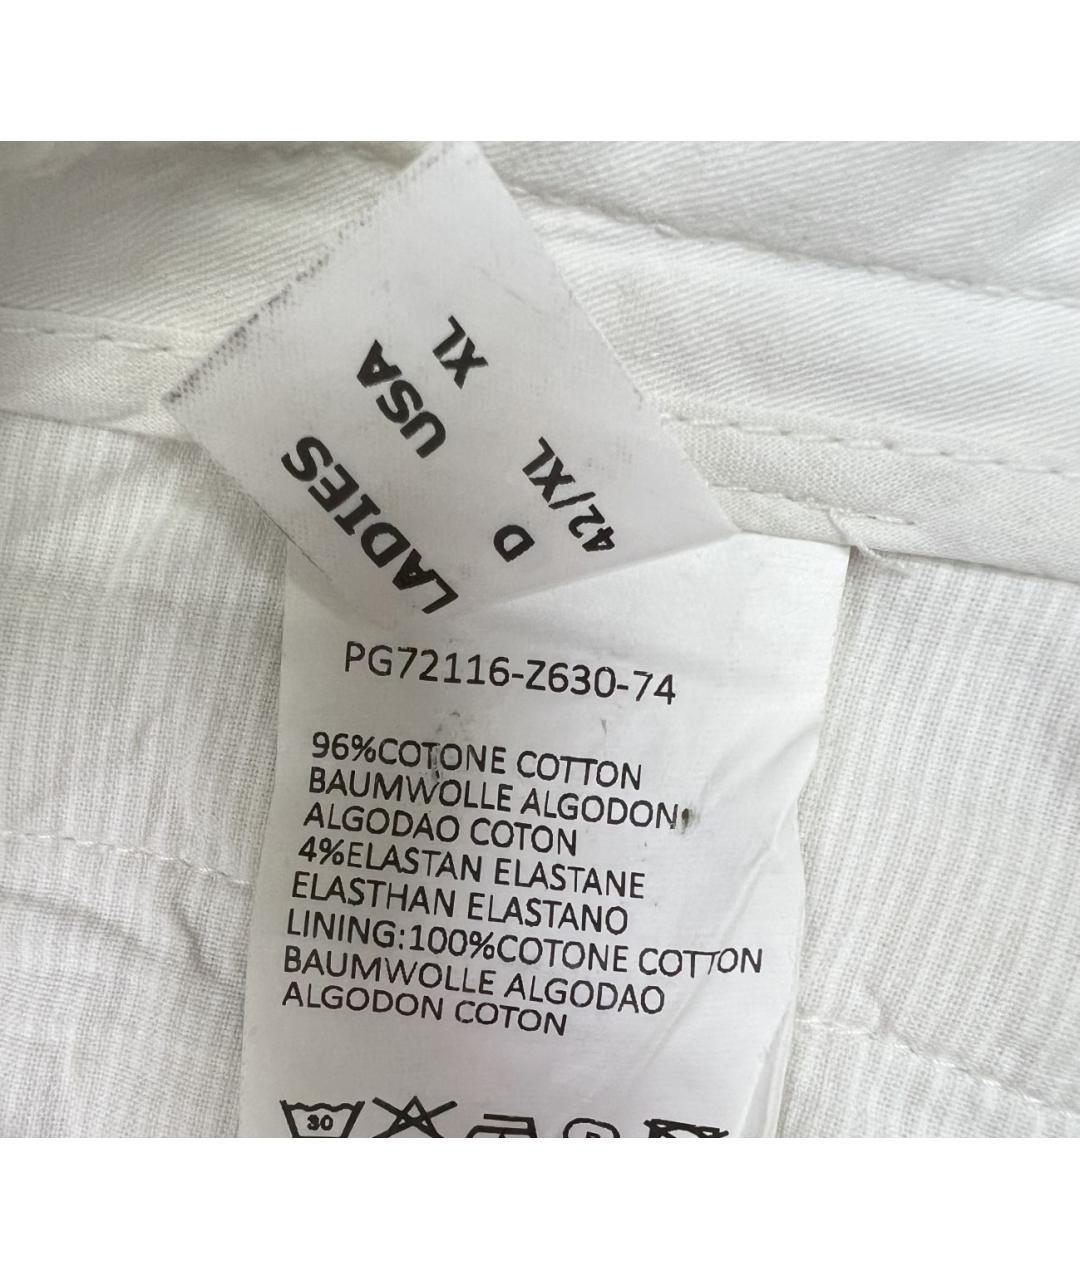 LADIES
USA XL
D 42/XL
PG72116-Z630-74
96%COTONE COTTON
BAUMWOLLE ALGODON
ALGODAO COTON
4%ELASTAN ELASTANE
ELASTHAN ELASTANO
LINING:100%COTONE COTTON
BAUMWOLLE ALGODAO
ALGODON COTON
30